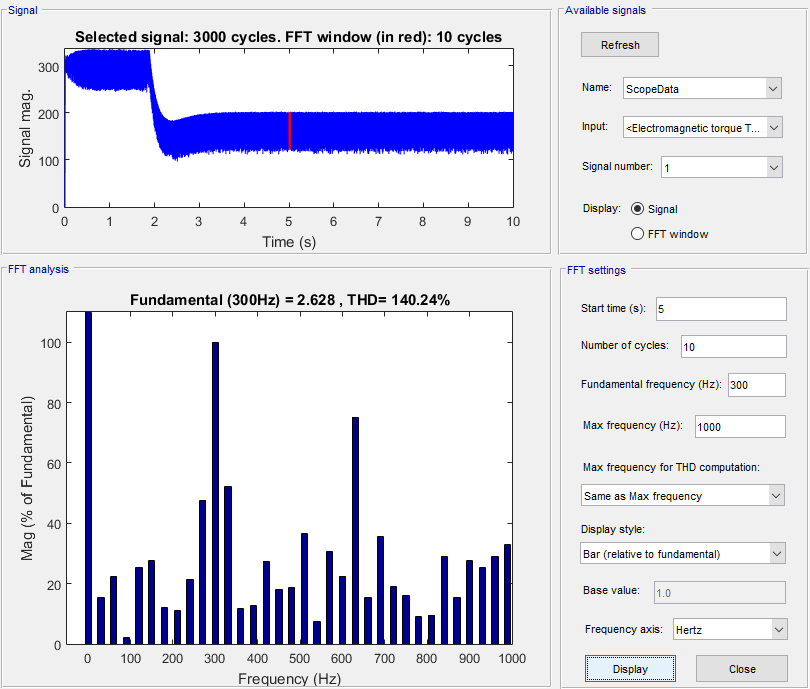 Signal
Selected signal: 3000 cycles. FFT window (in red): 10 cycles
300
200
100
0
Signal mag.
0 1 2 3 4 5 6 7 8 9 10
Time (s)
Available signals
Refresh
Name: ScopeData
Input: <Electromagnetic torque T...
Signal number: 1
Display: Signal
FFT window
FFT analysis
Fundamental (300Hz) = 2.628 , THD= 140.24%
100
80
60
40
20
0
Mag (% of Fundamental)
0 100 200 300 400 500 600 700 800 900 1000
Frequency (Hz)
FFT settings
Start time (s): 5
Number of cycles: 10
Fundamental frequency (Hz): 300
Max frequency (Hz): 1000
Max frequency for THD computation:
Same as Max frequency
Display style:
Bar (relative to fundamental)
Base value: 1.0
Frequency axis: Hertz
Display Close